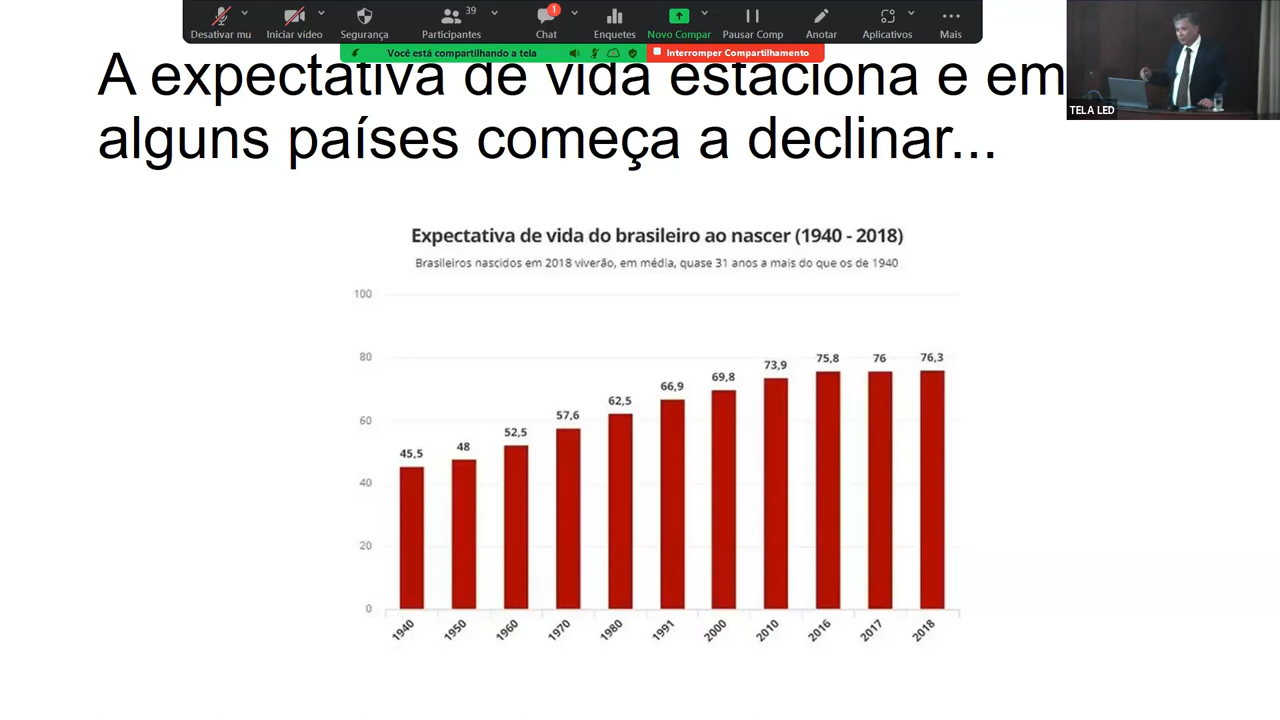 Desativar mu
Iniciar vídeo
Segurança
Participantes
39
Chat
1
Enquetes
Novo Compar
Pausar Comp
Anotar
Aplicativos
Mais
Você está compartilhando a tela
Interromper Compartilhamento
TELA LED
A expectativa de vida estaciona e em
alguns países começa a declinar...
Expectativa de vida do brasileiro ao nascer (1940 - 2018)
Brasileiros nascidos em 2018 viverão, em média, quase 31 anos a mais do que os de 1940
100
80
60
40
20
0
45,5
48
52,5
57,6
62,5
66,9
69,8
73,9
75,8
76
76,3
1940
1950
1960
1970
1980
1991
2000
2010
2016
2017
2018